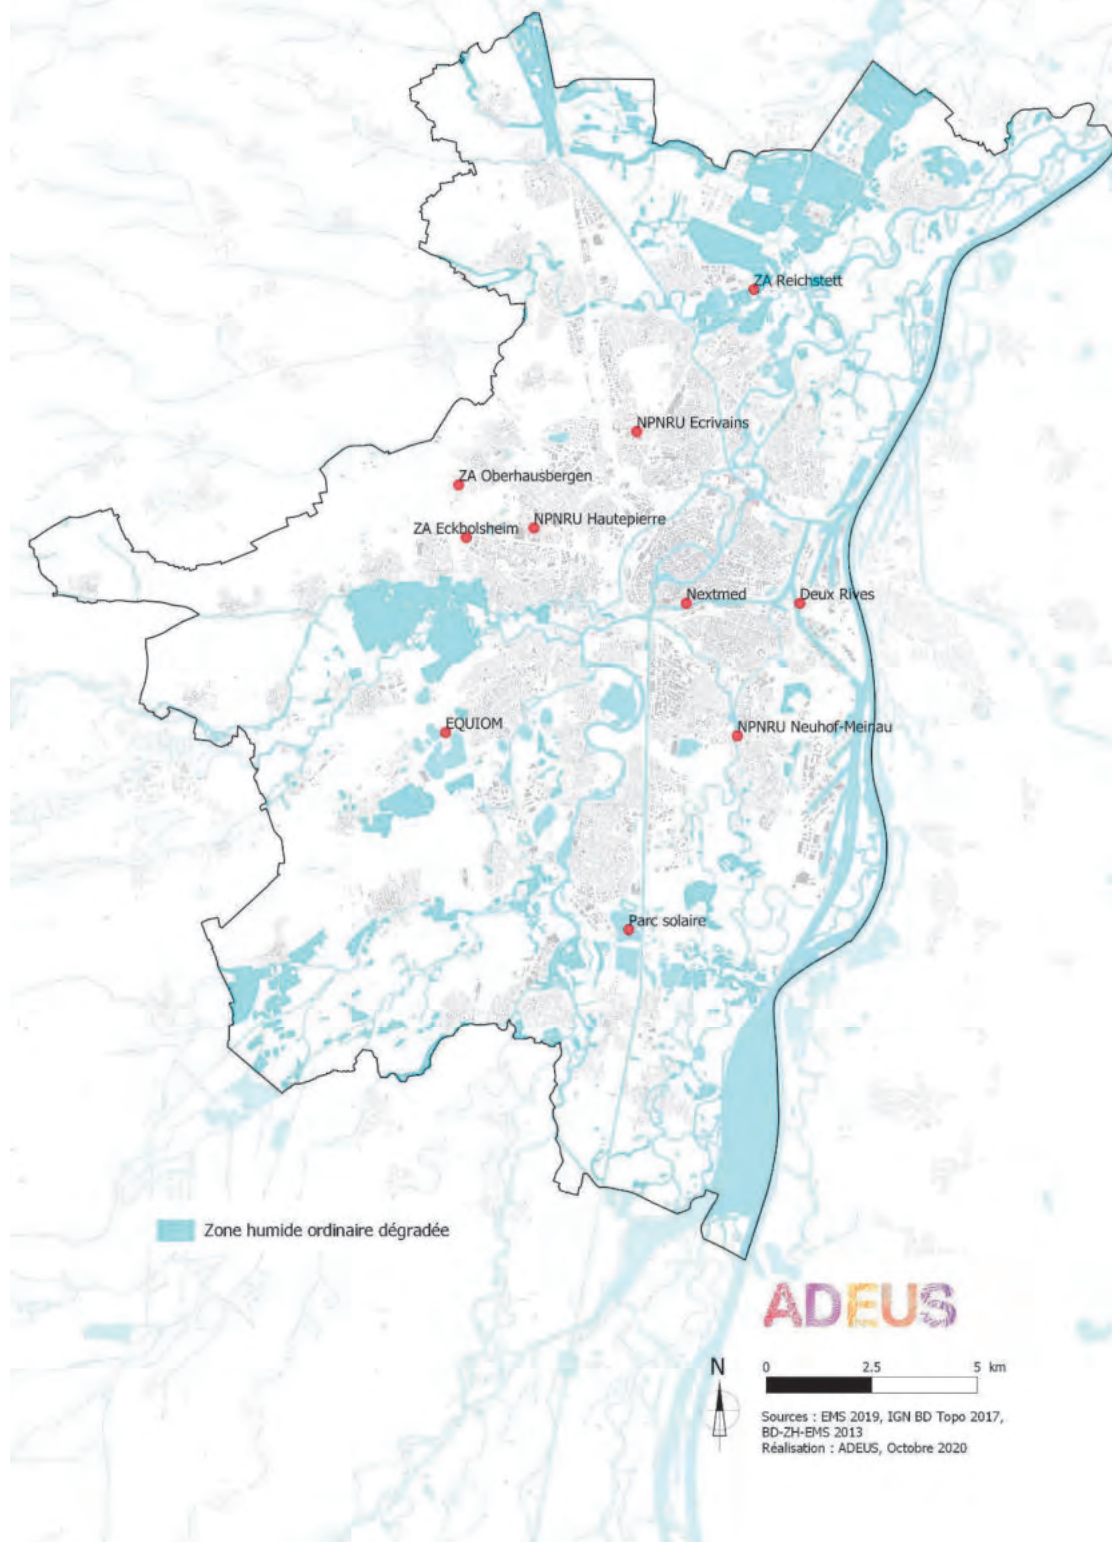 ZA Reichstett
NPNRU Ecrivains
ZA Oberhausbergen
NPNRU Hautepierre
ZA Eckbolsheim
Nextmed
Deux Rives
EQUIOM
NPNRU Neuhof-Meinau
Parc solaire
Zone humide ordinaire dégradée
ADEUS
N
0 2.5 5 km
Sources : EMS 2019, IGN BD Topo 2017,
BD-ZH-EMS 2013
Réalisation : ADEUS, Octobre 2020